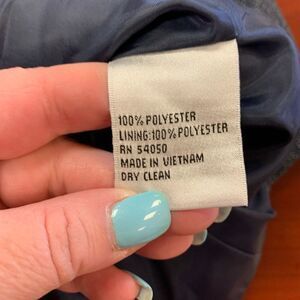 100% POLYESTER
LINING:100% POLYESTER
RN 54050
MADE IN VIETNAM
DRY CLEAN